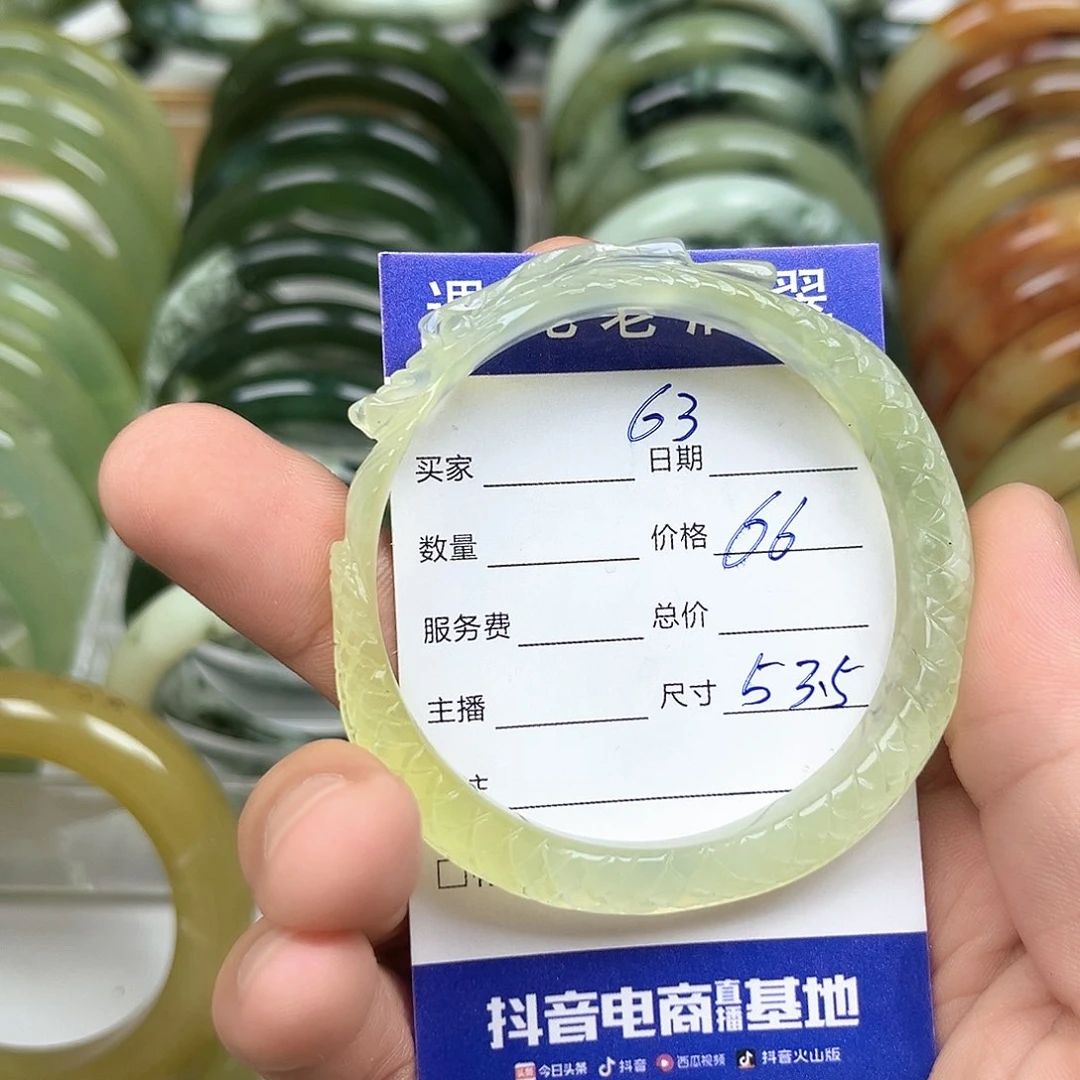 63
买家 日期
数量 价格 66
服务费 总价
主播 尺寸 53.5
抖音电商直播基地
头条 今日头条 抖音 西瓜视频 抖音火山版